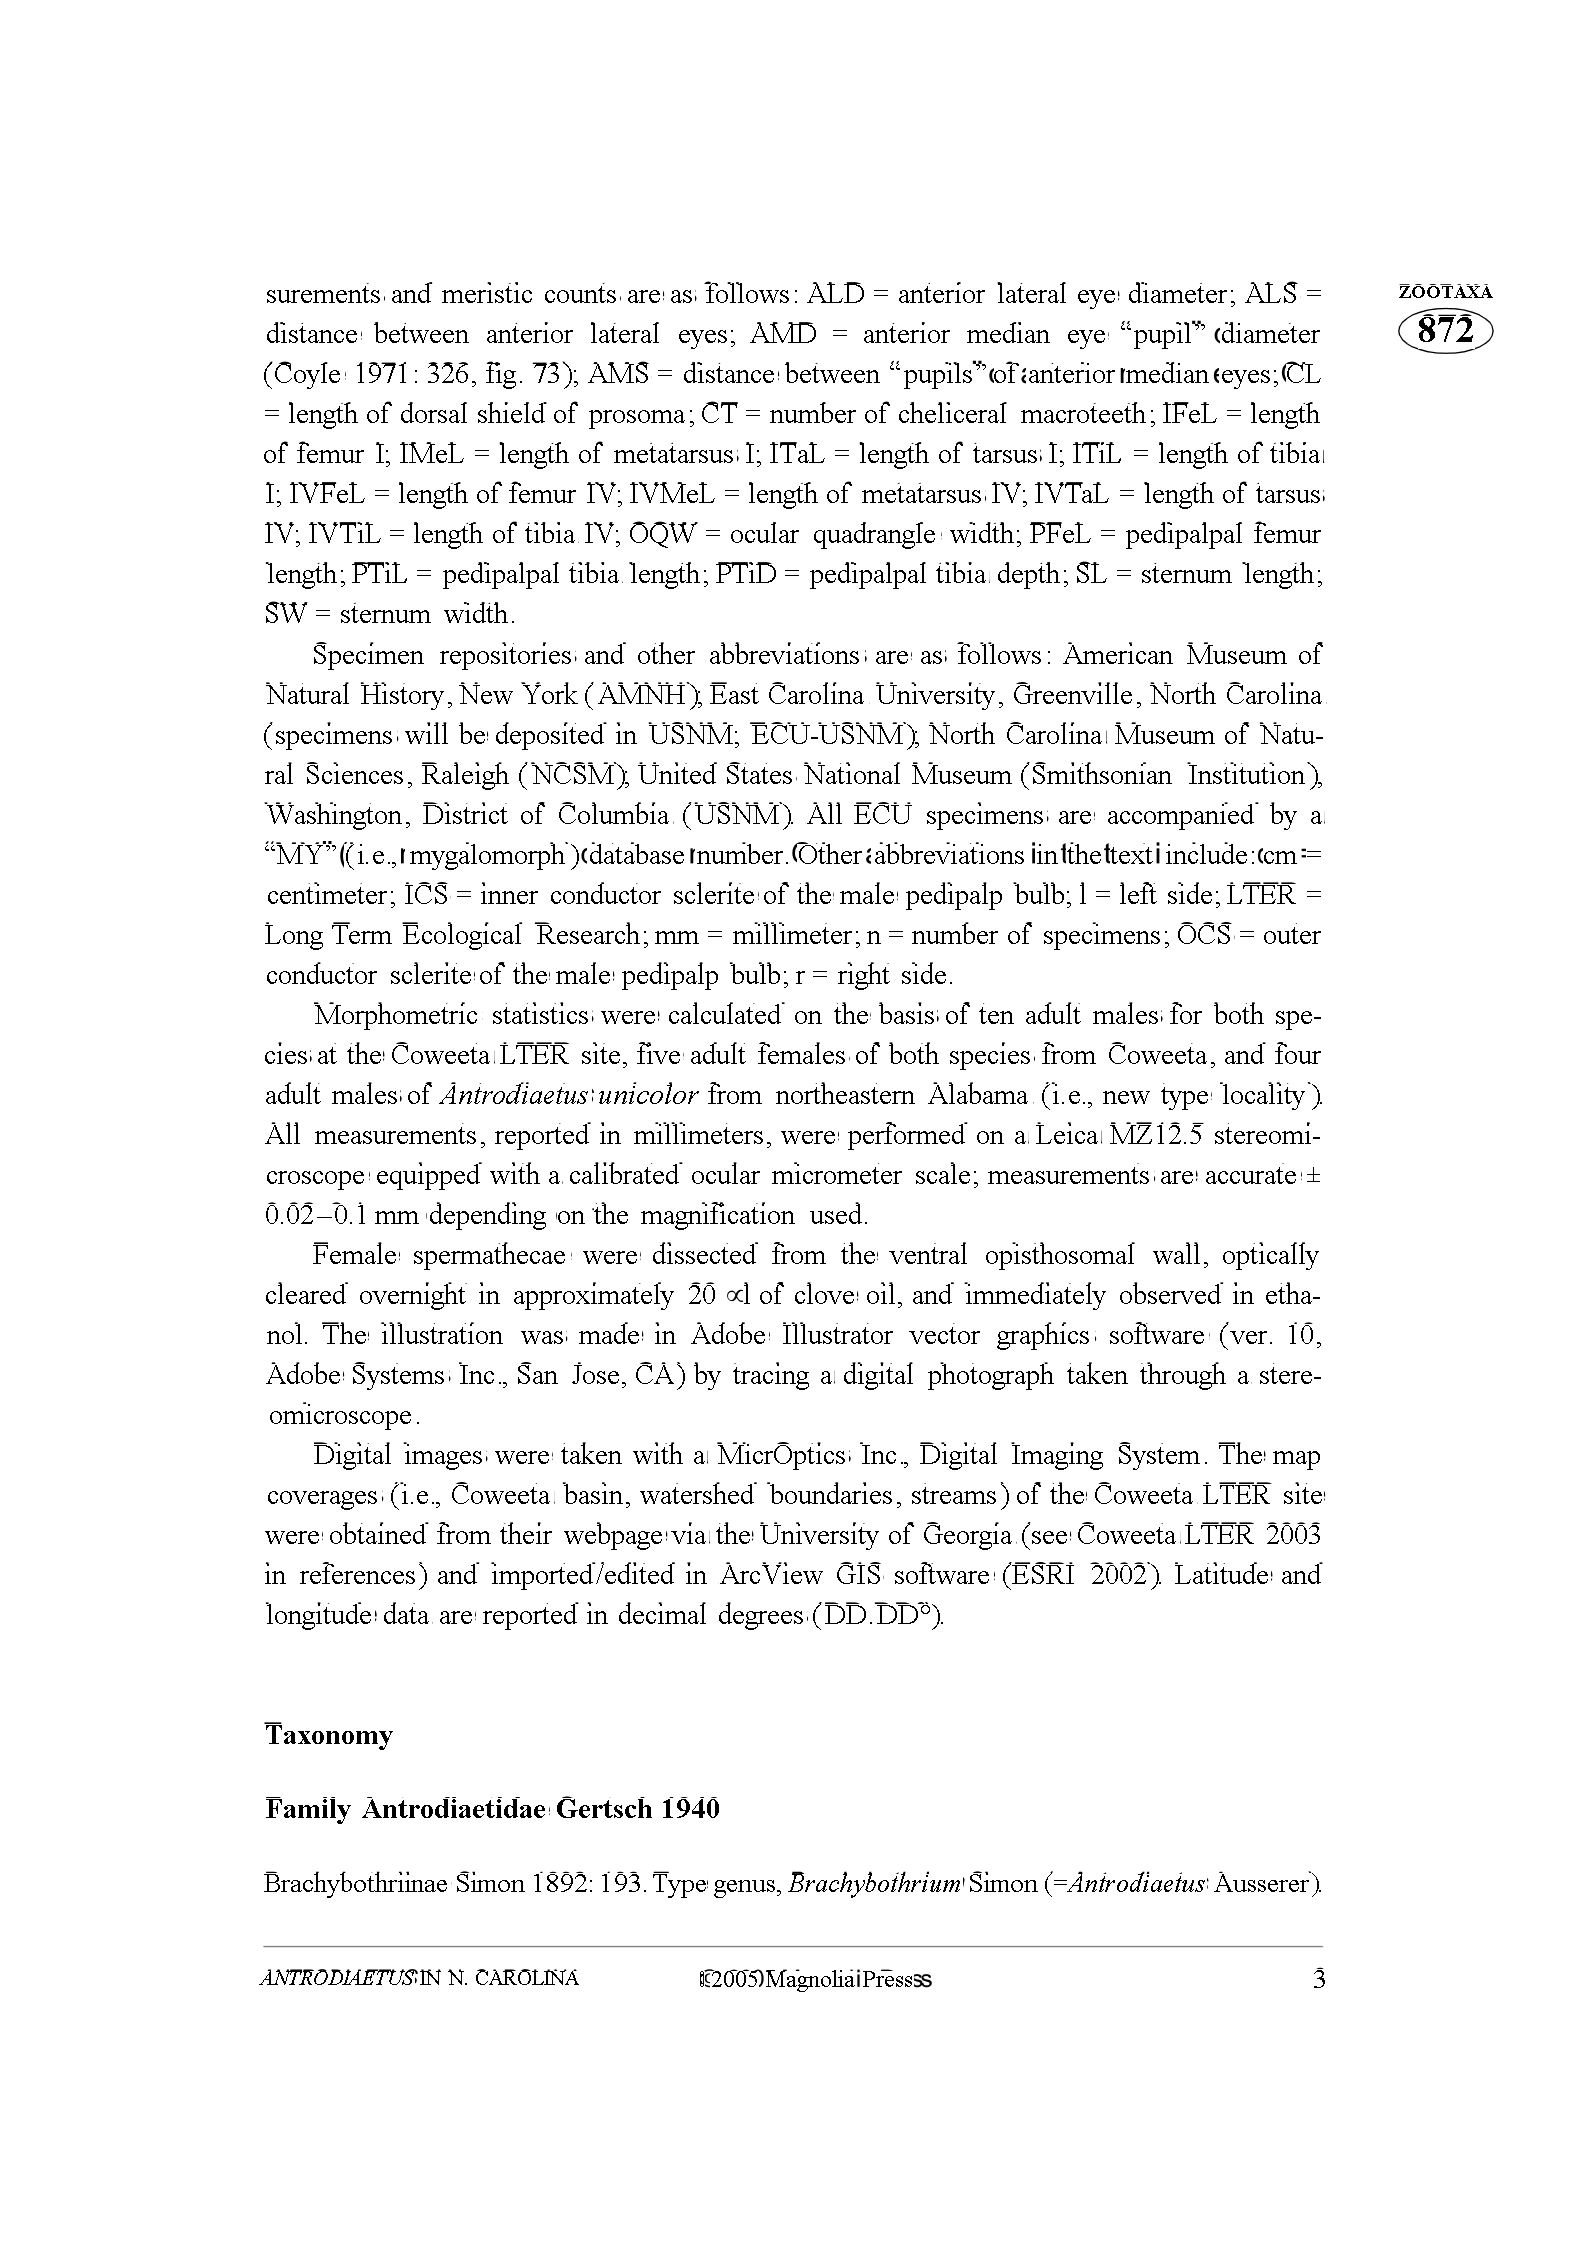 surements and meristic counts are as follows: ALD = anterior lateral eye diameter; ALS =
distance between anterior lateral eyes; AMD = anterior median eye “pupil” diameter
(Coyle 1971: 326, fig. 73); AMS = distance between “pupils” of anterior median eyes; CL
= length of dorsal shield of prosoma; CT = number of cheliceral macroteeth; IFeL = length
of femur I; IMeL = length of metatarsus I; ITaL = length of tarsus I; ITiL = length of tibia
I; IVFeL = length of femur IV; IVMeL = length of metatarsus IV; IVTaL = length of tarsus
IV; IVTiL = length of tibia IV; OQW = ocular quadrangle width; PFeL = pedipalpal femur
length; PTiL = pedipalpal tibia length; PTiD = pedipalpal tibia depth; SL = sternum length;
SW = sternum width.
Specimen repositories and other abbreviations are as follows: American Museum of
Natural History, New York (AMNH); East Carolina University, Greenville, North Carolina
(specimens will be deposited in USNM; ECU-USNM); North Carolina Museum of Natu-
ral Sciences, Raleigh (NCSM); United States National Museum (Smithsonian Institution),
Washington, District of Columbia (USNM). All ECU specimens are accompanied by a
“MY” (i.e., mygalomorph) database number. Other abbreviations in the text include: cm =
centimeter; ICS = inner conductor sclerite of the male pedipalp bulb; l = left side; LTER =
Long Term Ecological Research; mm = millimeter; n = number of specimens; OCS = outer
conductor sclerite of the male pedipalp bulb; r = right side.
Morphometric statistics were calculated on the basis of ten adult males for both spe-
cies at the Coweeta LTER site, five adult females of both species from Coweeta, and four
adult males of Antrodiaetus unicolor from northeastern Alabama (i.e., new type locality).
All measurements, reported in millimeters, were performed on a Leica MZ12.5 stereomi-
croscope equipped with a calibrated ocular micrometer scale; measurements are accurate ±
0.02–0.1 mm depending on the magnification used.
Female spermathecae were dissected from the ventral opisthosomal wall, optically
cleared overnight in approximately 20 ∝l of clove oil, and immediately observed in etha-
nol. The illustration was made in Adobe Illustrator vector graphics software (ver. 10,
Adobe Systems Inc., San Jose, CA) by tracing a digital photograph taken through a stere-
omicroscope.
Digital images were taken with a MicrOptics Inc., Digital Imaging System. The map
coverages (i.e., Coweeta basin, watershed boundaries, streams) of the Coweeta LTER site
were obtained from their webpage via the University of Georgia (see Coweeta LTER 2003
in references) and imported/edited in ArcView GIS software (ESRI 2002). Latitude and
longitude data are reported in decimal degrees (DD.DD°).
Taxonomy
Family Antrodiaetidae Gertsch 1940
Brachybothriinae Simon 1892: 193. Type genus, Brachybothrium Simon (=Antrodiaetus Ausserer).
ANTRODIAETUS IN N. CAROLINA
© 2005 Magnolia Press
3
ZOOTAXA
872